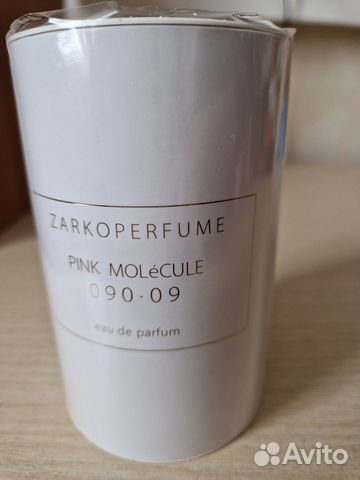 ZARKOPERFUME
PINK MOLéCULE
090·09
eau de parfum
Avito